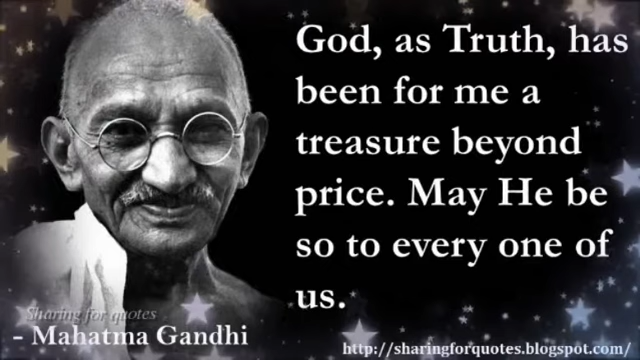 God, as Truth, has
been for me a
treasure beyond
price. May He be
so to every one of
us.
Sharing for quotes
- Mahatma Gandhi
http://sharingforquotes.blogspot.com/